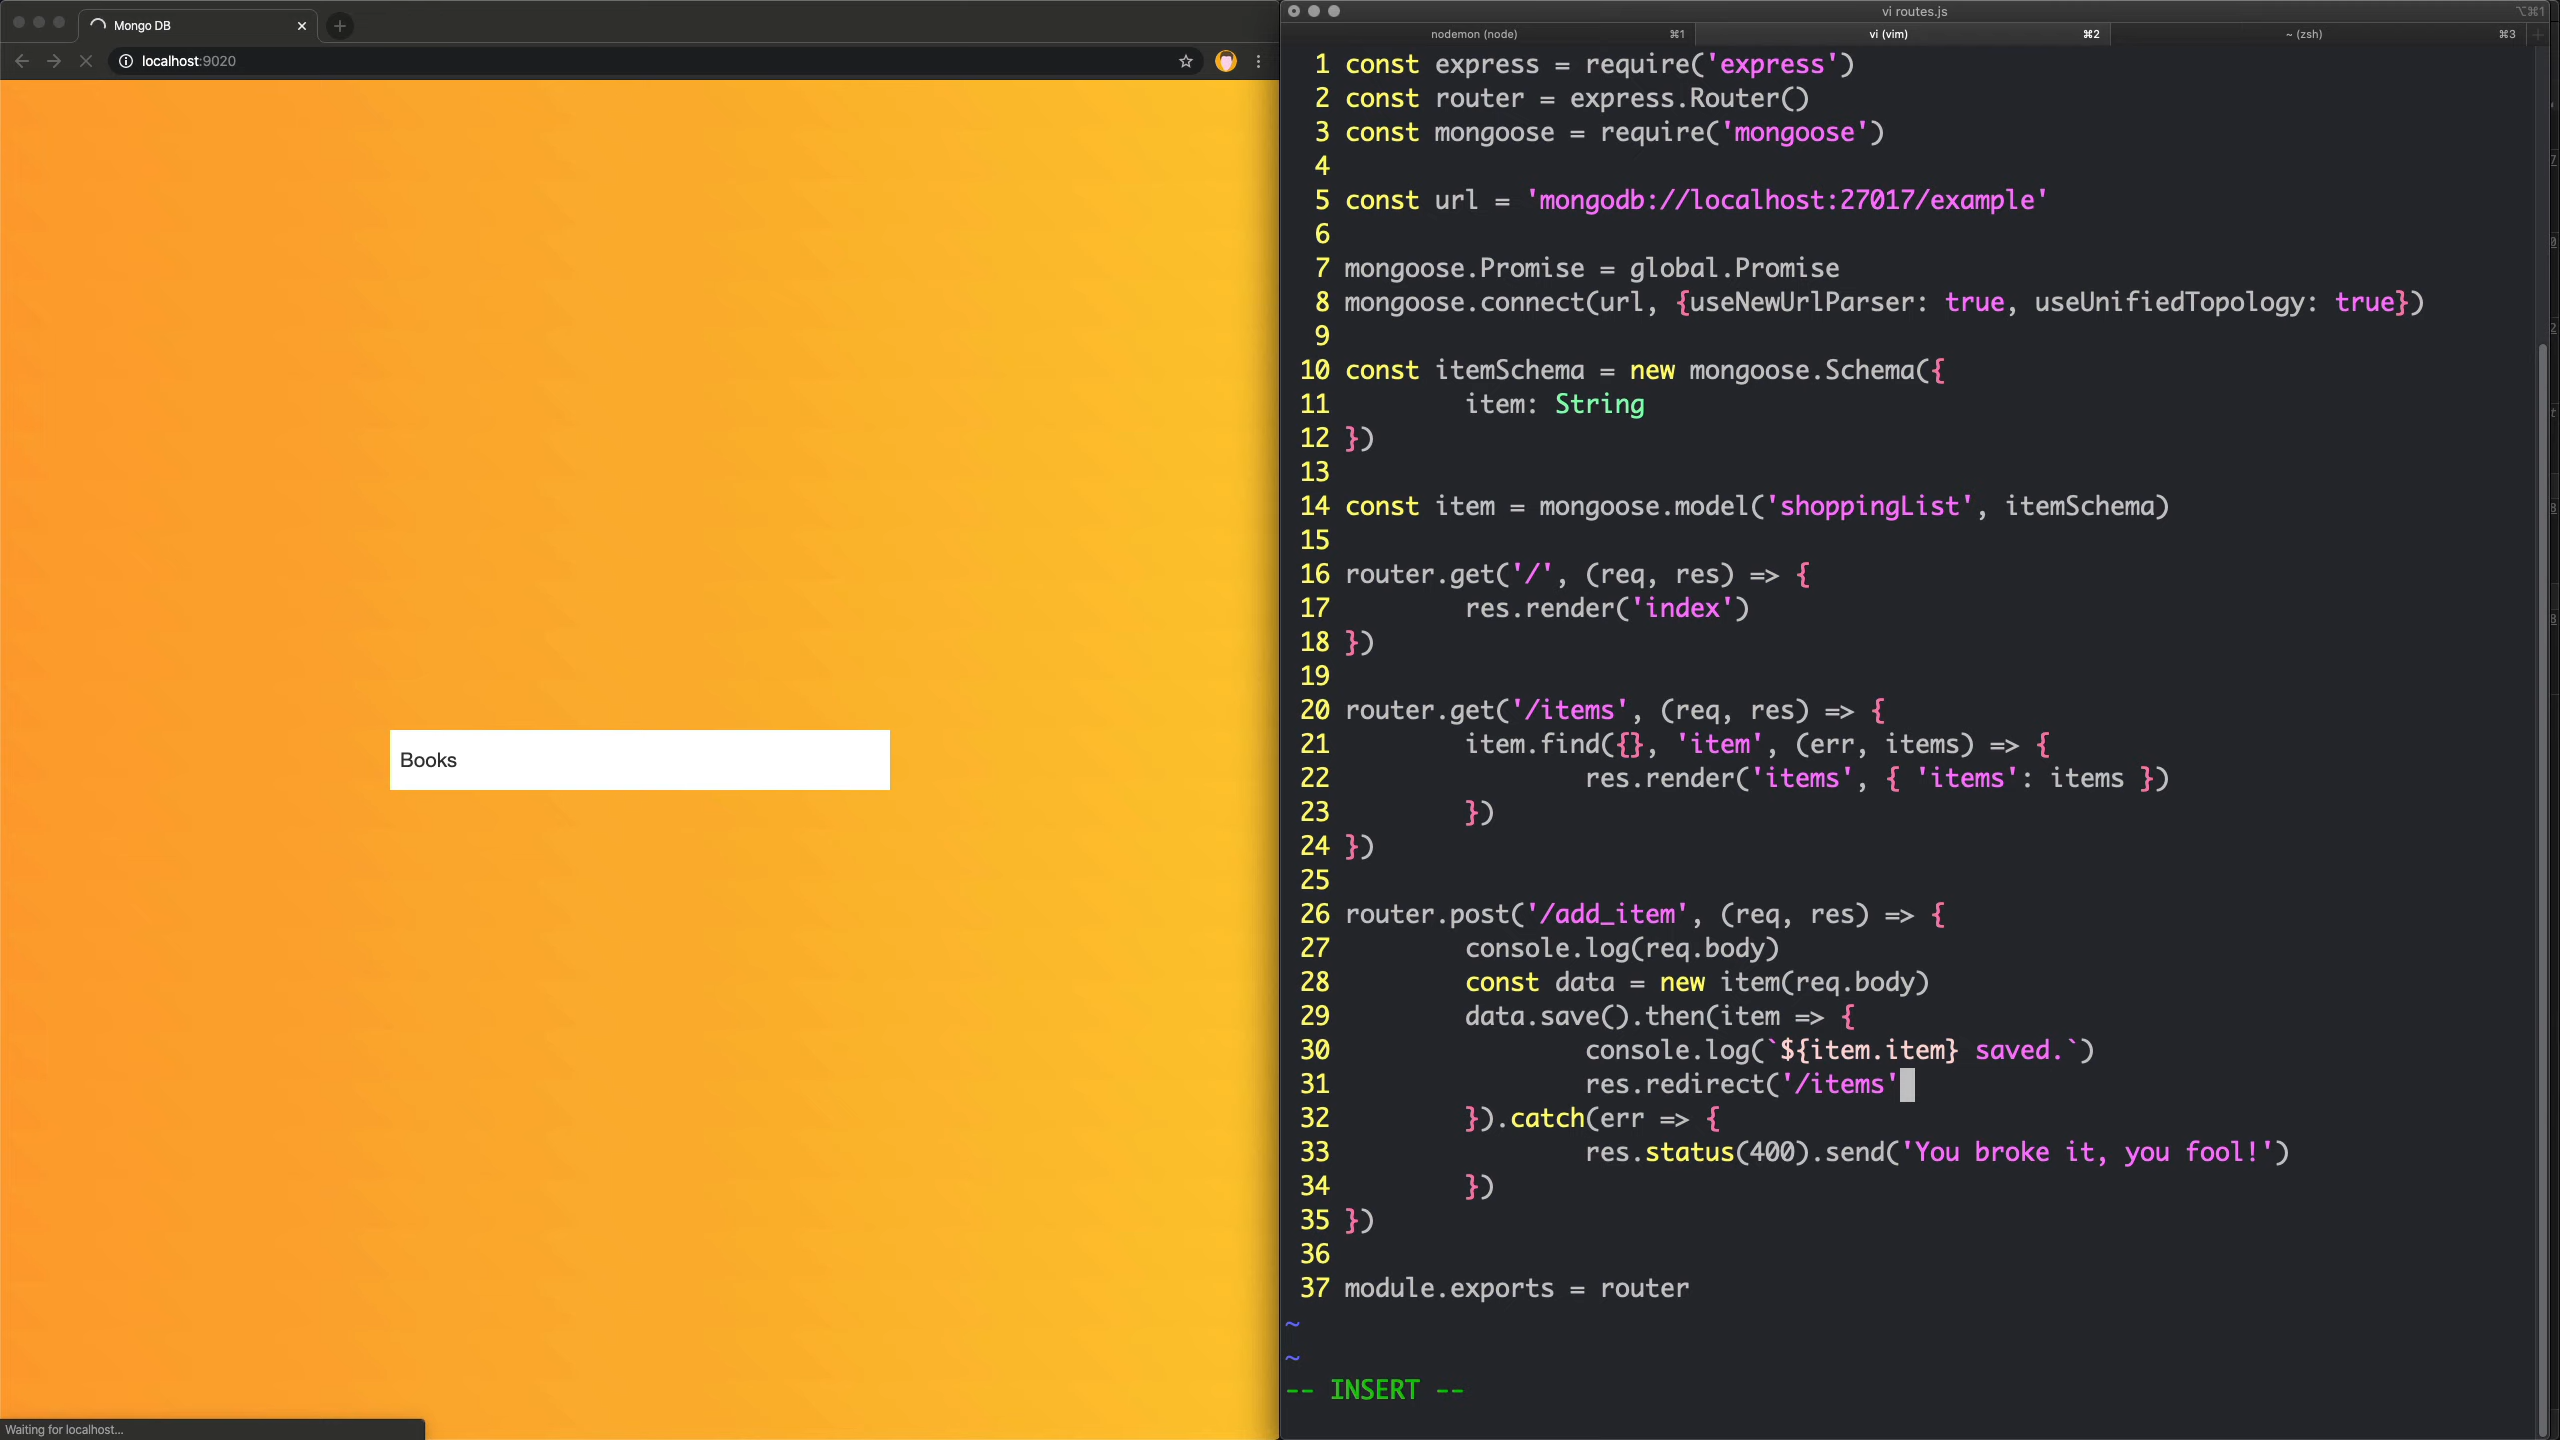 Mongo DB
localhost:9020
Books
Waiting for localhost...
vi routes.js
⌥⌘1
nodemon (node) ⌘1
vi (vim) ⌘2
~ (zsh) ⌘3
1 const express = require('express')
2 const router = express.Router()
3 const mongoose = require('mongoose')
4
5 const url = 'mongodb://localhost:27017/example'
6
7 mongoose.Promise = global.Promise
8 mongoose.connect(url, {useNewUrlParser: true, useUnifiedTopology: true})
9
10 const itemSchema = new mongoose.Schema({
11         item: String
12 })
13
14 const item = mongoose.model('shoppingList', itemSchema)
15
16 router.get('/', (req, res) => {
17         res.render('index')
18 })
19
20 router.get('/items', (req, res) => {
21         item.find({}, 'item', (err, items) => {
22                 res.render('items', { 'items': items })
23         })
24 })
25
26 router.post('/add_item', (req, res) => {
27         console.log(req.body)
28         const data = new item(req.body)
29         data.save().then(item => {
30                 console.log(`${item.item} saved.`)
31                 res.redirect('/items'
32         }).catch(err => {
33                 res.status(400).send('You broke it, you fool!')
34         })
35 })
36
37 module.exports = router
~
~
-- INSERT --